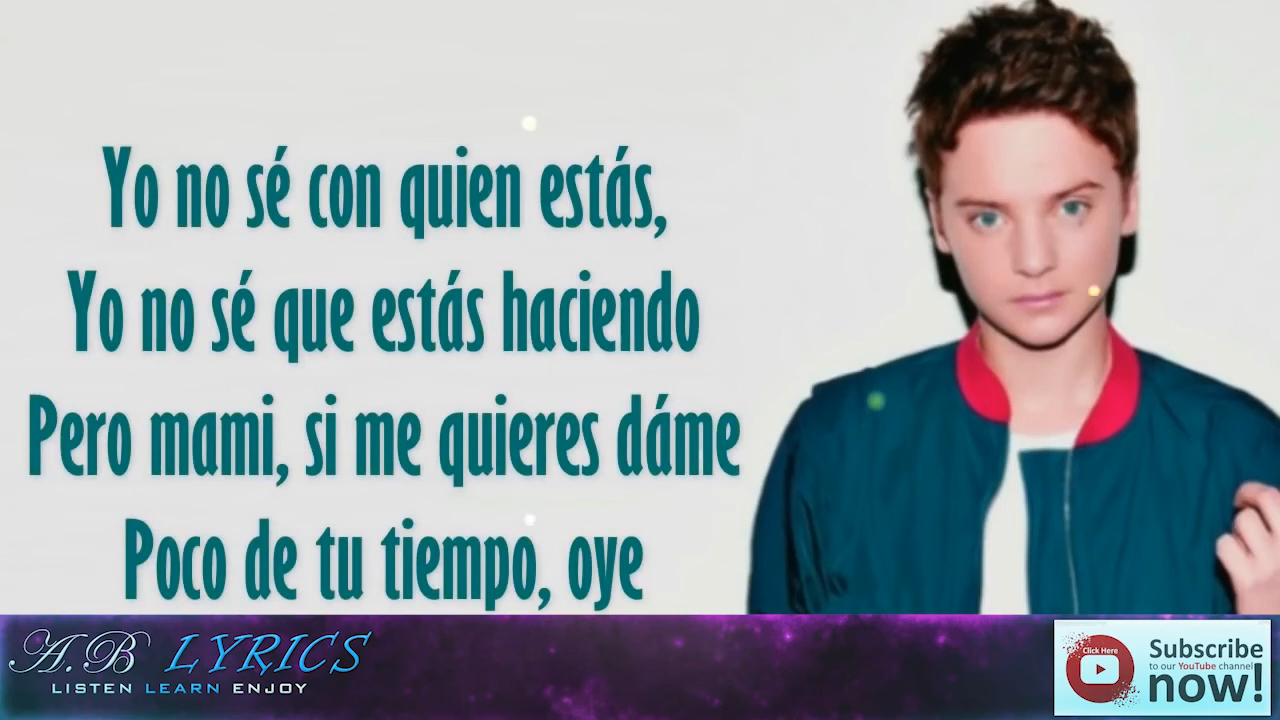 Yo no sé con quien estás,
Yo no sé que estás haciendo
Pero mami, si me quieres dáme
Poco de tu tiempo, oye
A.B LYRICS
LISTEN LEARN ENJOY
Click Here
Subscribe
to our YouTube channel
now!